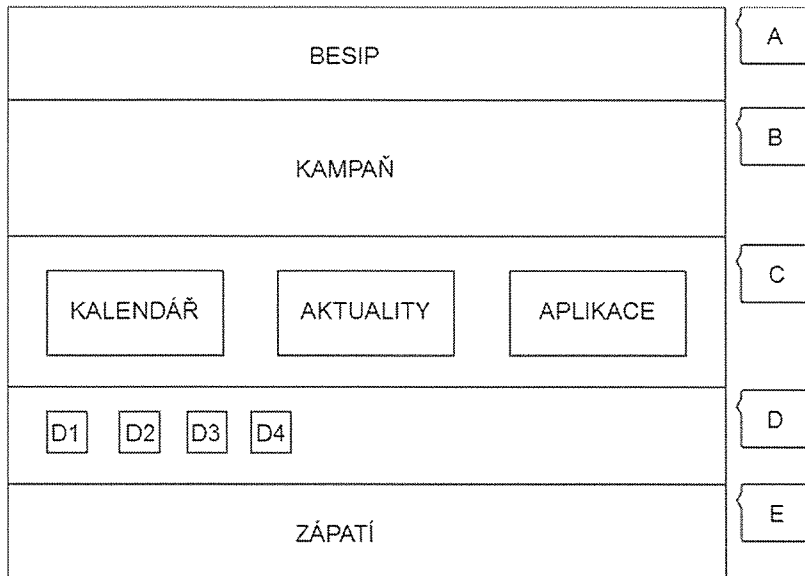 BESIP
A
KAMPAŇ
B
KALENDÁŘ AKTUALITY APLIKACE
C
D1 D2 D3 D4
D
ZÁPATÍ
E